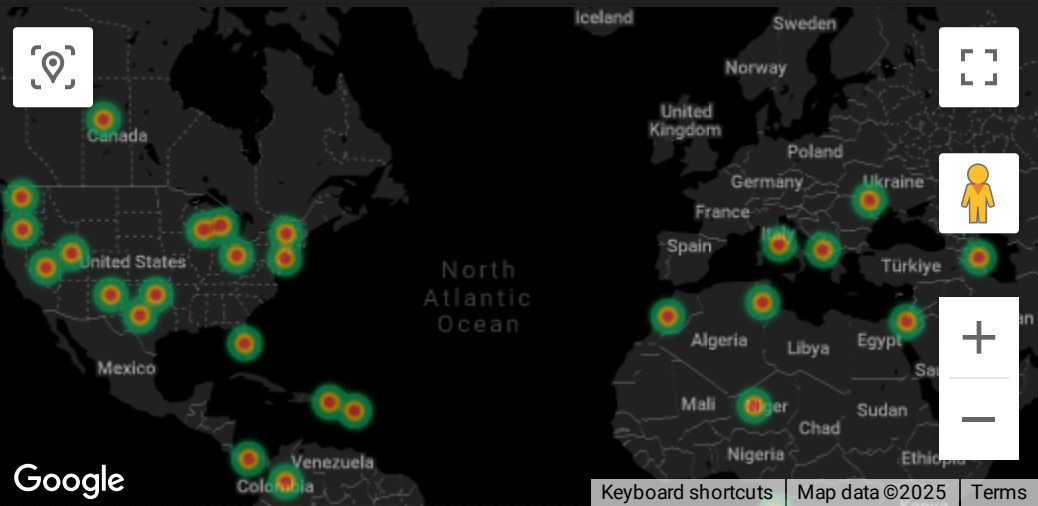 Iceland
Sweden
Norway
United
Kingdom
Canada
Poland
Germany
Ukraine
France
Italy
Spain
United States
Türkiye
North
Atlantic
Ocean
Algeria
Libya
Egypt
Mexico
Mali
Niger
Sudan
Chad
Nigeria
Ethiopia
Venezuela
Colombia
Google
Keyboard shortcuts
Map data ©2025
Terms